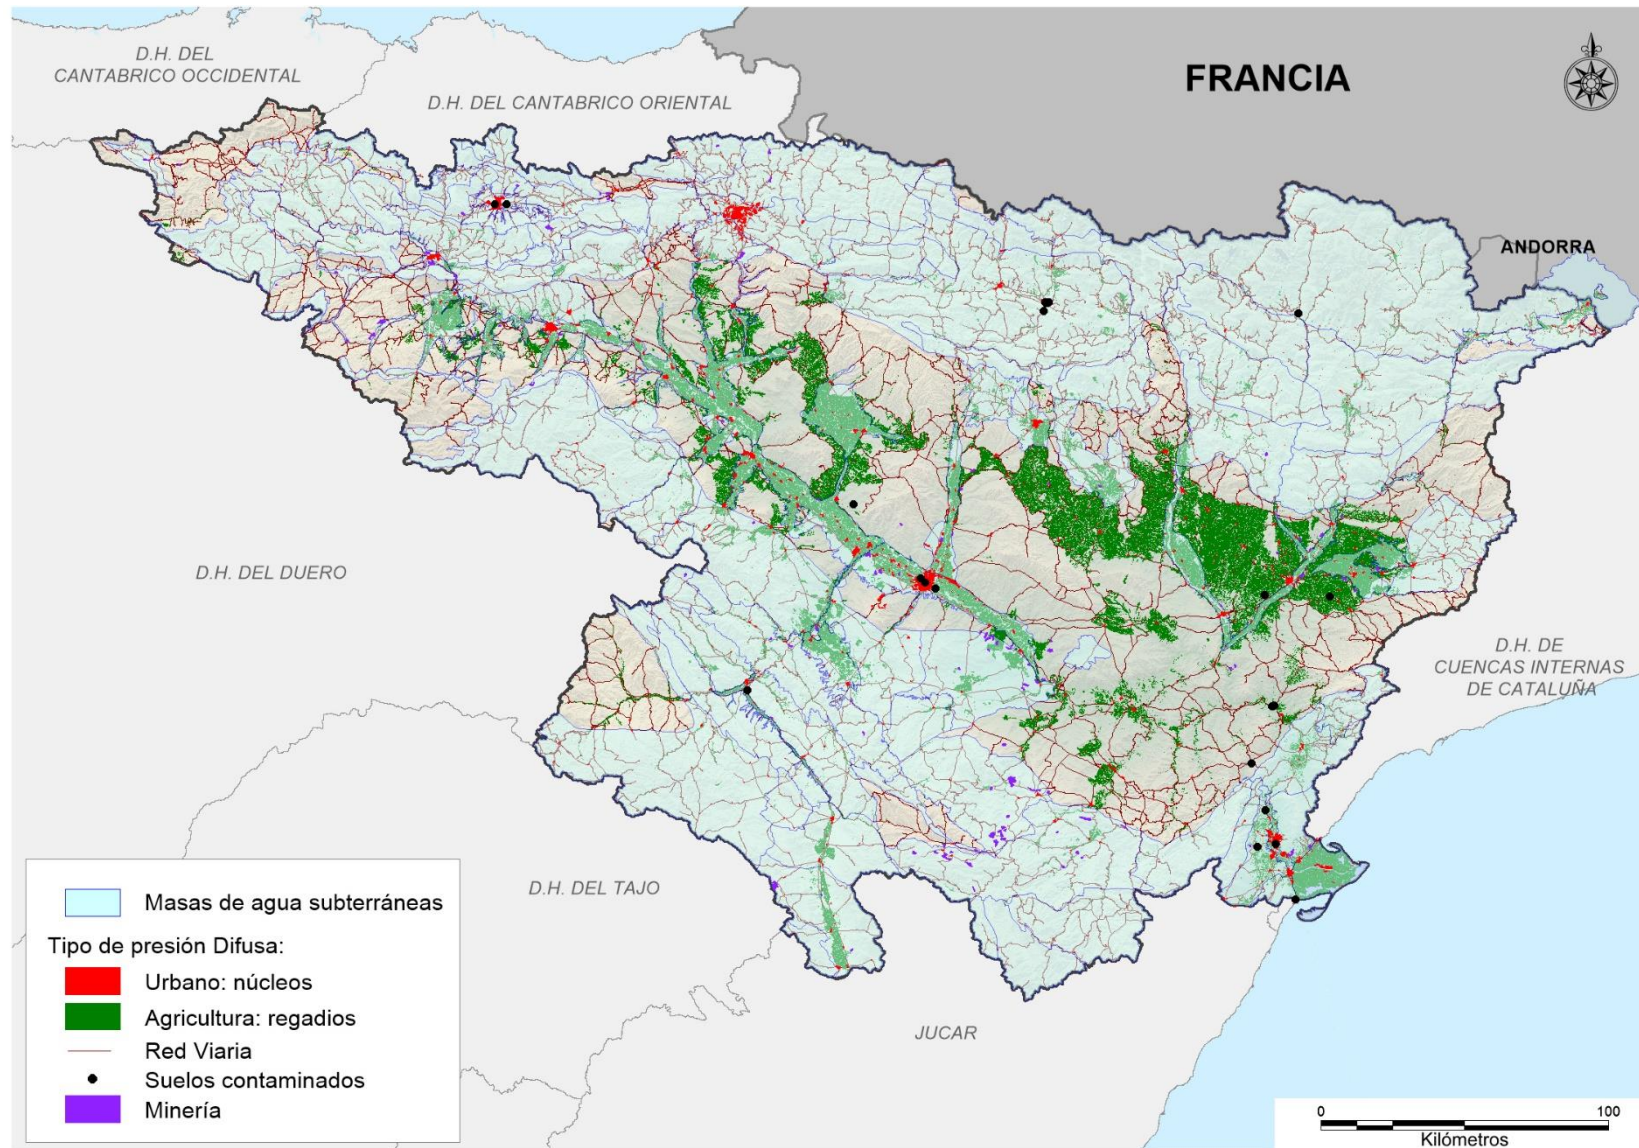 D.H. DEL
CANTABRICO OCCIDENTAL
D.H. DEL CANTABRICO ORIENTAL
FRANCIA
ANDORRA
D.H. DEL DUERO
D.H. DE
CUENCAS INTERNAS
DE CATALUÑA
D.H. DEL TAJO
JUCAR
Masas de agua subterráneas
Tipo de presión Difusa:
Urbano: núcleos
Agricultura: regadios
Red Viaria
Suelos contaminados
Minería
0 100
Kilómetros